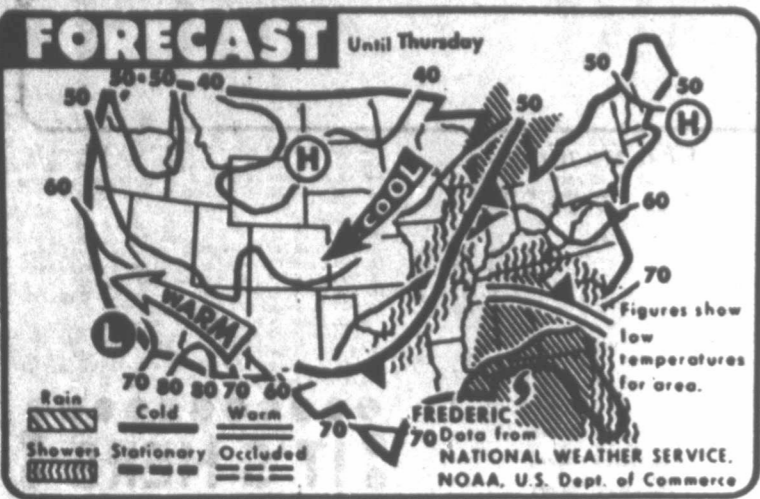 FORECAST Until Thursday
50 50-50 40 40 50 50 50
H H
60 COOL 60
WARM 70
L
Figures show
low
temperatures
for area.
70 80 80 70 60
70 70
Rain Cold Warm
Showers Stationary Occluded
FREDERIC
Data from
NATIONAL WEATHER SERVICE,
NOAA, U.S. Dept. of Commerce